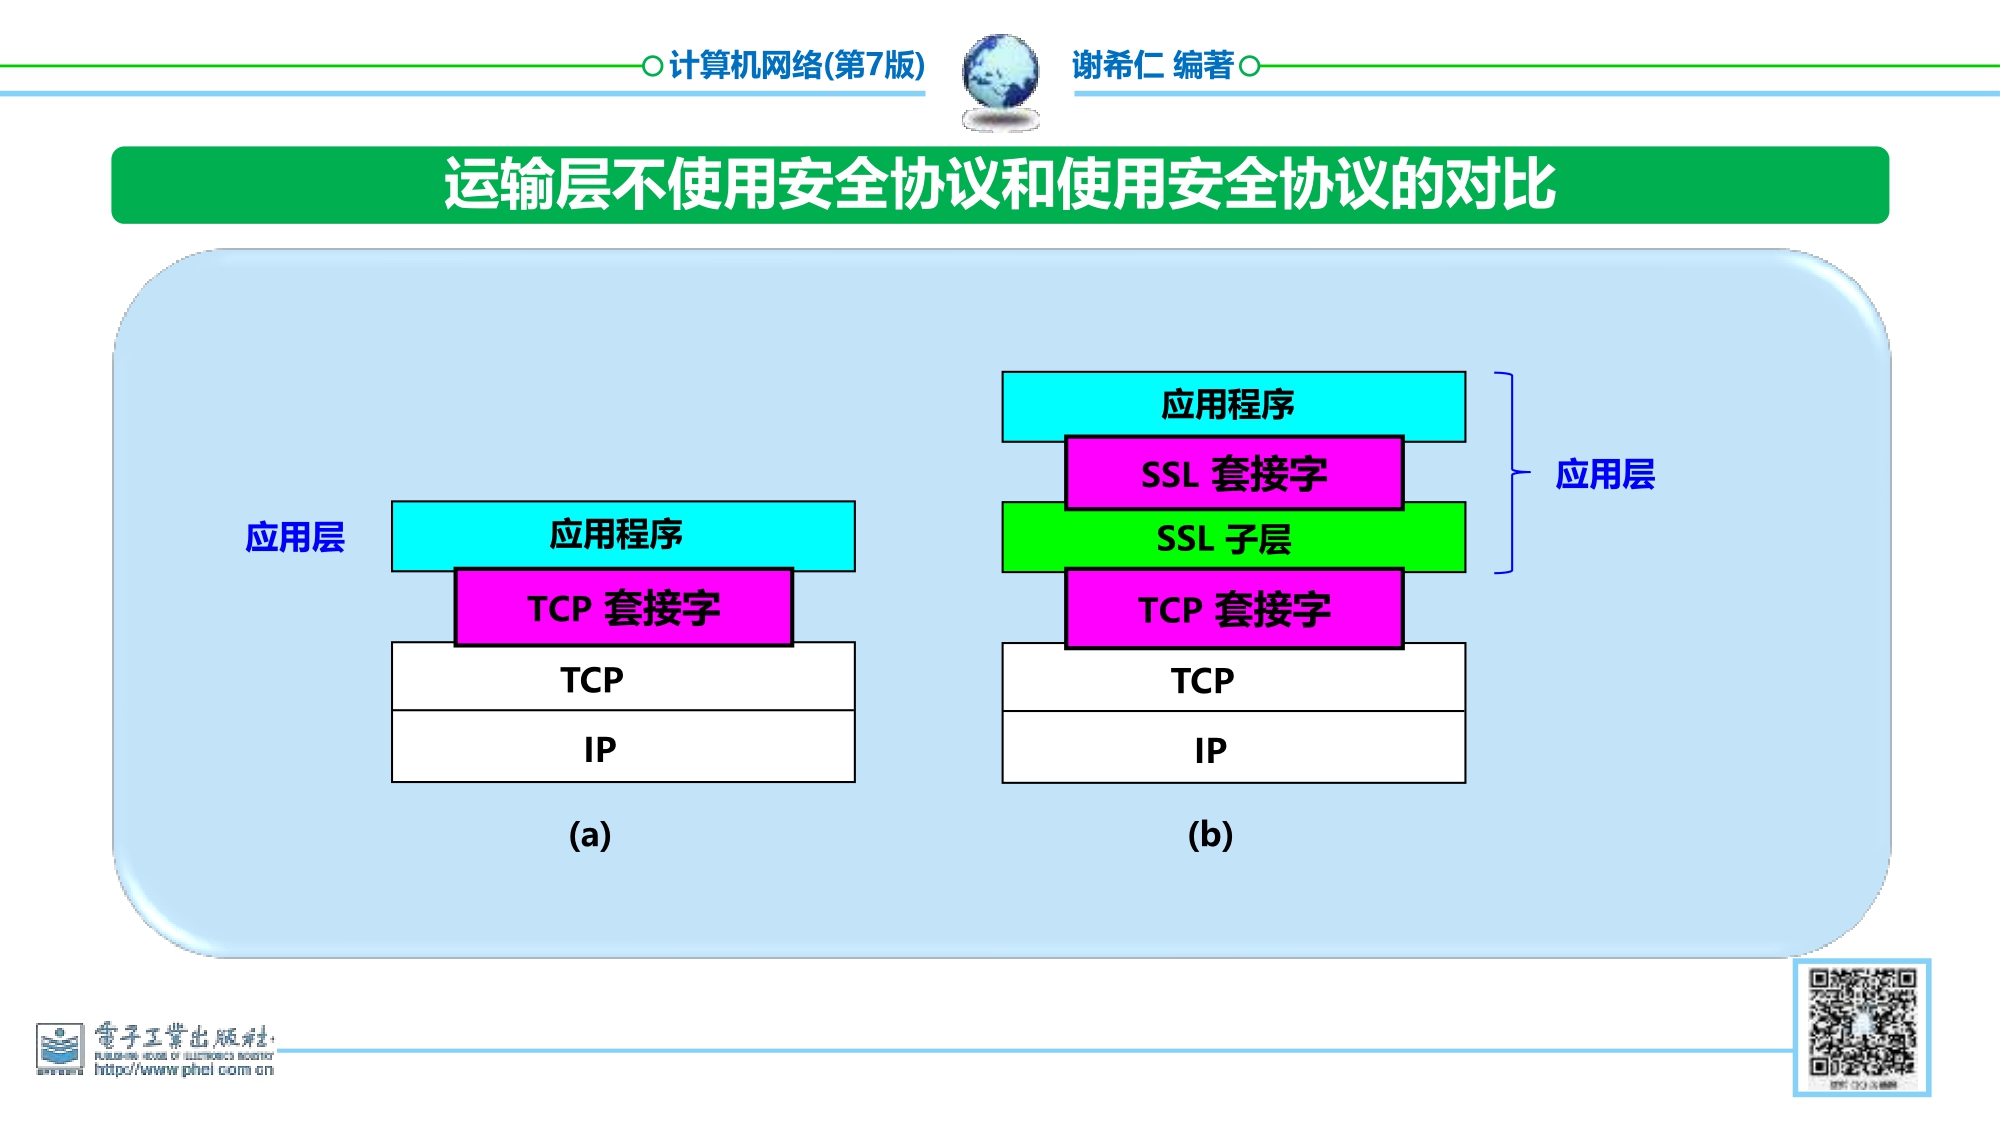 计算机网络(第7版)
谢希仁 编著
运输层不使用安全协议和使用安全协议的对比
应用层
应用程序
TCP 套接字
TCP
IP
(a)
应用程序
SSL 套接字
SSL 子层
TCP 套接字
TCP
IP
(b)
应用层
電子工業出版社
PUBLISHING HOUSE OF ELECTRONICS INDUSTRY
http://www.phei.com.cn